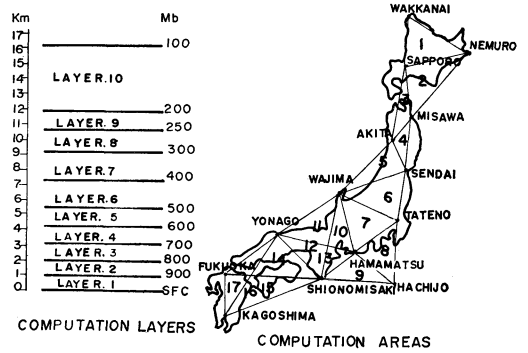 Km Mb
17
16 100
15
14 LAYER.10
13
12 200
11 LAYER. 9 250
10 LAYER. 8
9 300
8 LAYER. 7
7 400
6 LAYER. 6
5 LAYER. 5 500
4 600
3 LAYER. 4 700
2 LAYER. 3 800
1 LAYER. 2 900
0 LAYER. 1 SFC
COMPUTATION LAYERS
WAKKANAI
1 NEMURO
SAPPORO
2
3
MISAWA
AKITA 4
5
SENDAI
WAJIMA
6
TATENO
7
YONAGO 11 10
12 8
14 13 HAMAMATSU
FUKUOKA 9
17 16 15 SHIONOMISAKI HACHIJO
KAGOSHIMA
COMPUTATION AREAS